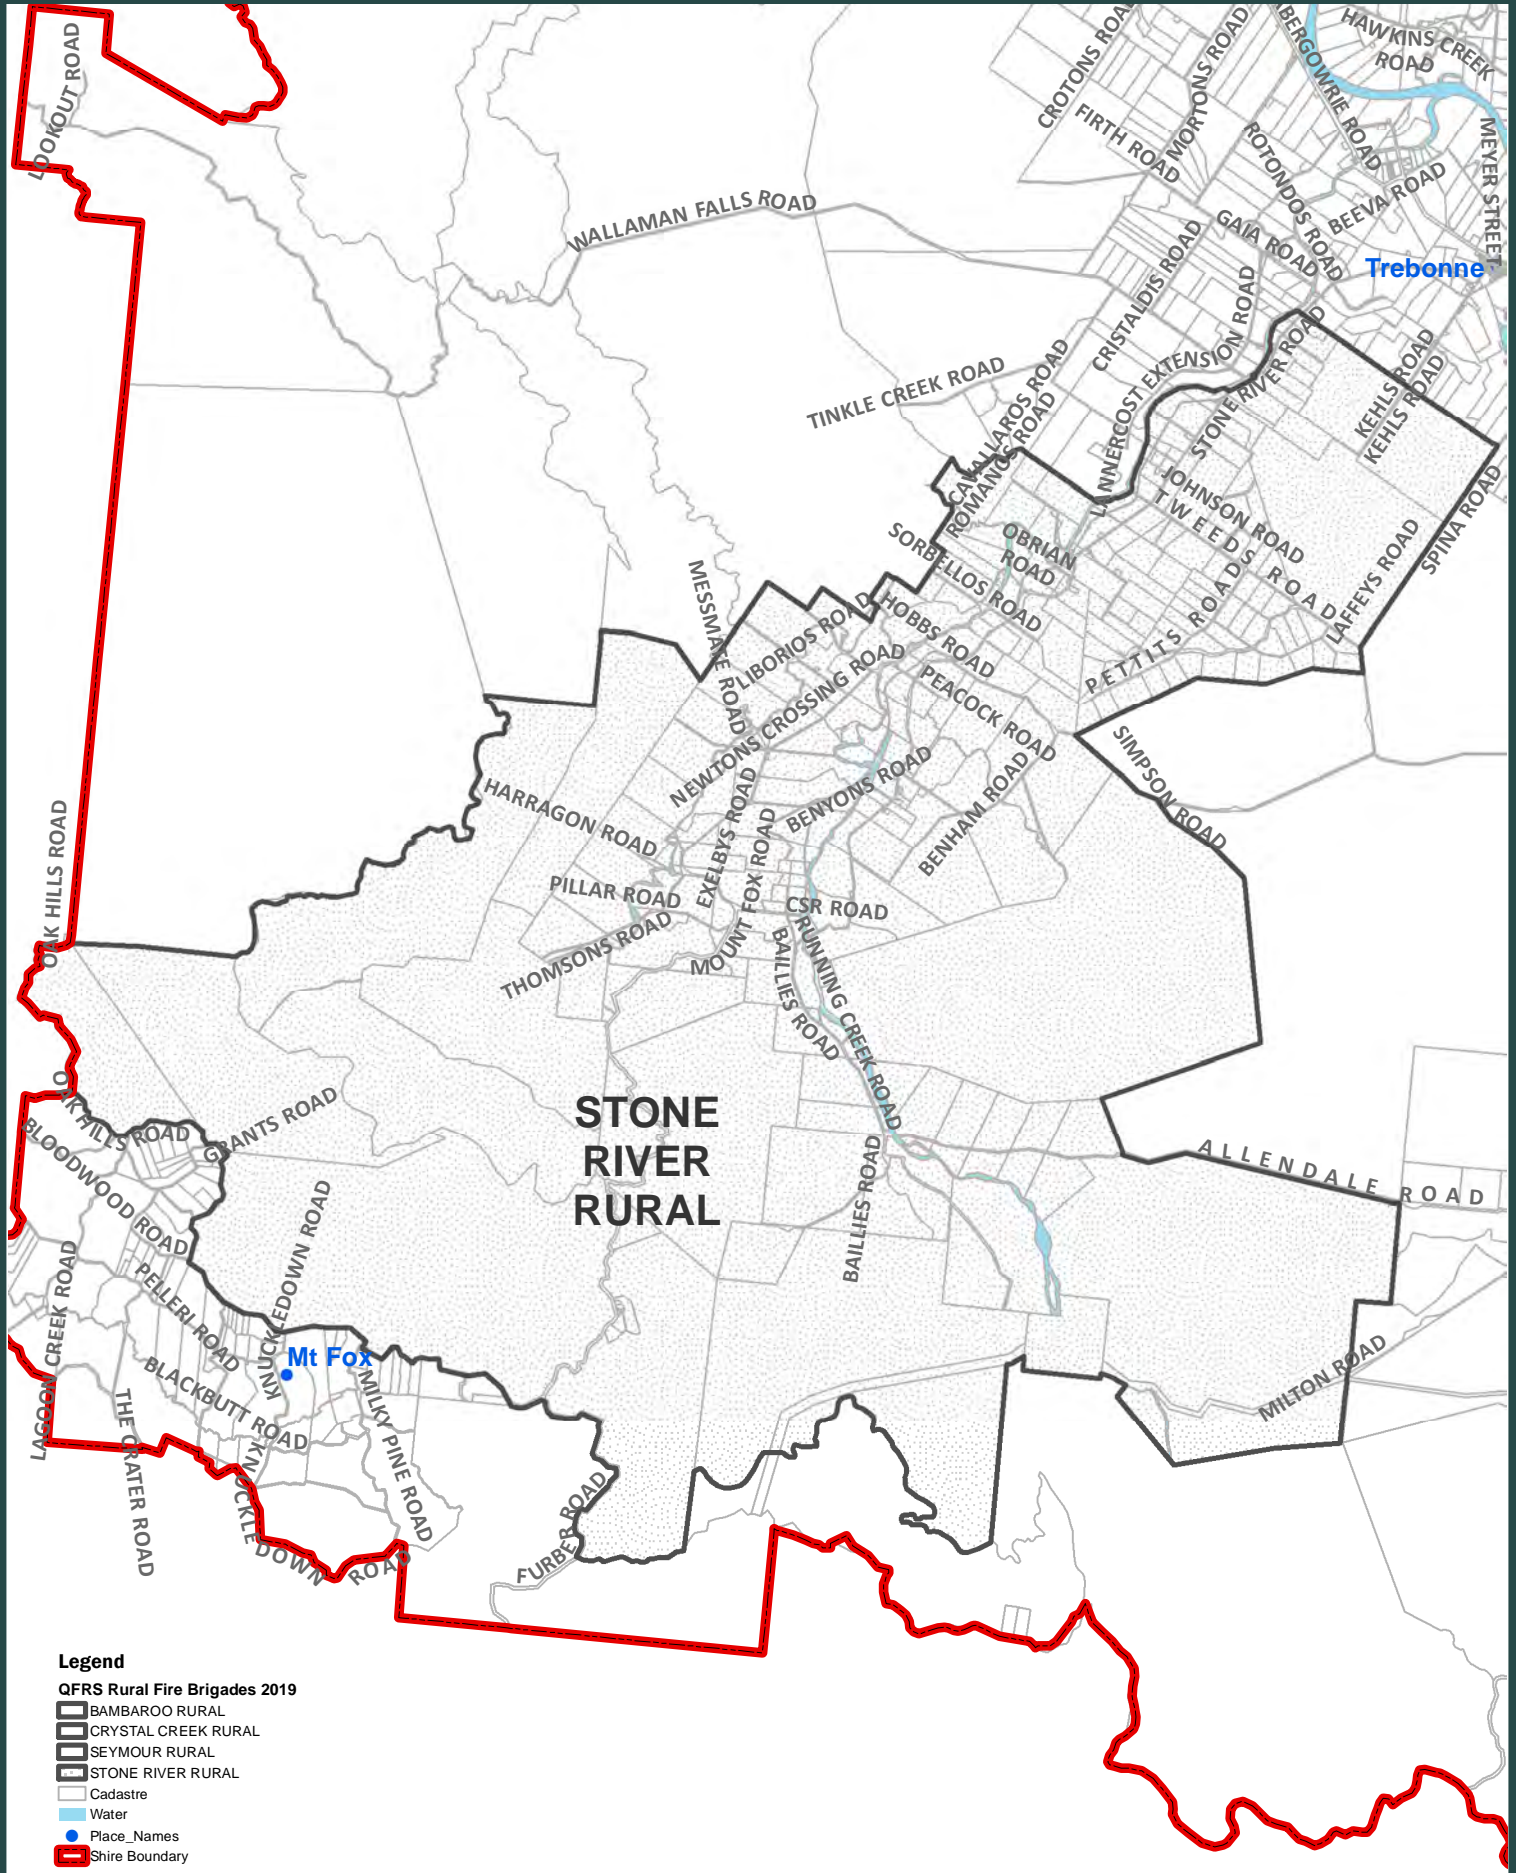 LOOKOUT ROAD
CROTONS ROAD
MORTONS ROAD
ABERGOWRIE ROAD
HAWKINS CREEK
ROAD
FIRTH ROAD
ROTONDOS ROAD
MEYER STREET
BEEVA ROAD
WALLAMAN FALLS ROAD
GAIA ROAD
Trebonne
CRISTALDIS ROAD
LANNERCOST EXTENSION ROAD
STONE RIVER ROAD
TINKLE CREEK ROAD
CAVALLAROS ROAD
ROMANOS ROAD
KEHLS ROAD
KEHLS ROAD
JOHNSON ROAD
TWEEDS ROAD
SPINA ROAD
OBRIAN
ROAD
SORBELLOS ROAD
LAFFEYS ROAD
PETTITS ROAD
MESSMATE ROAD
LIBORIOS ROAD
HOBBS ROAD
NEWTONS CROSSING ROAD
PEACOCK ROAD
SIMPSON ROAD
HARRAGON ROAD
EXELBYS ROAD
BENYONS ROAD
BENHAM ROAD
OAK HILLS ROAD
MOUNT FOX ROAD
PILLAR ROAD
CSR ROAD
THOMSONS ROAD
BAILLIES ROAD
RUNNING CREEK ROAD
OAK HILLS ROAD
GRANTS ROAD
BLOODWOOD ROAD
STONE
RIVER
RURAL
BAILLIES ROAD
ALLENDALE ROAD
KNUCKLEDOWN ROAD
LAGOON CREEK ROAD
PELLERI ROAD
Mt Fox
BLACKBUTT ROAD
MILKY PINE ROAD
MILTON ROAD
THE CRATER ROAD
KNUCKLEDOWN ROAD
FURBER ROAD
Legend
QFRS Rural Fire Brigades 2019
BAMBAROO RURAL
CRYSTAL CREEK RURAL
SEYMOUR RURAL
STONE RIVER RURAL
Cadastre
Water
Place_Names
Shire Boundary